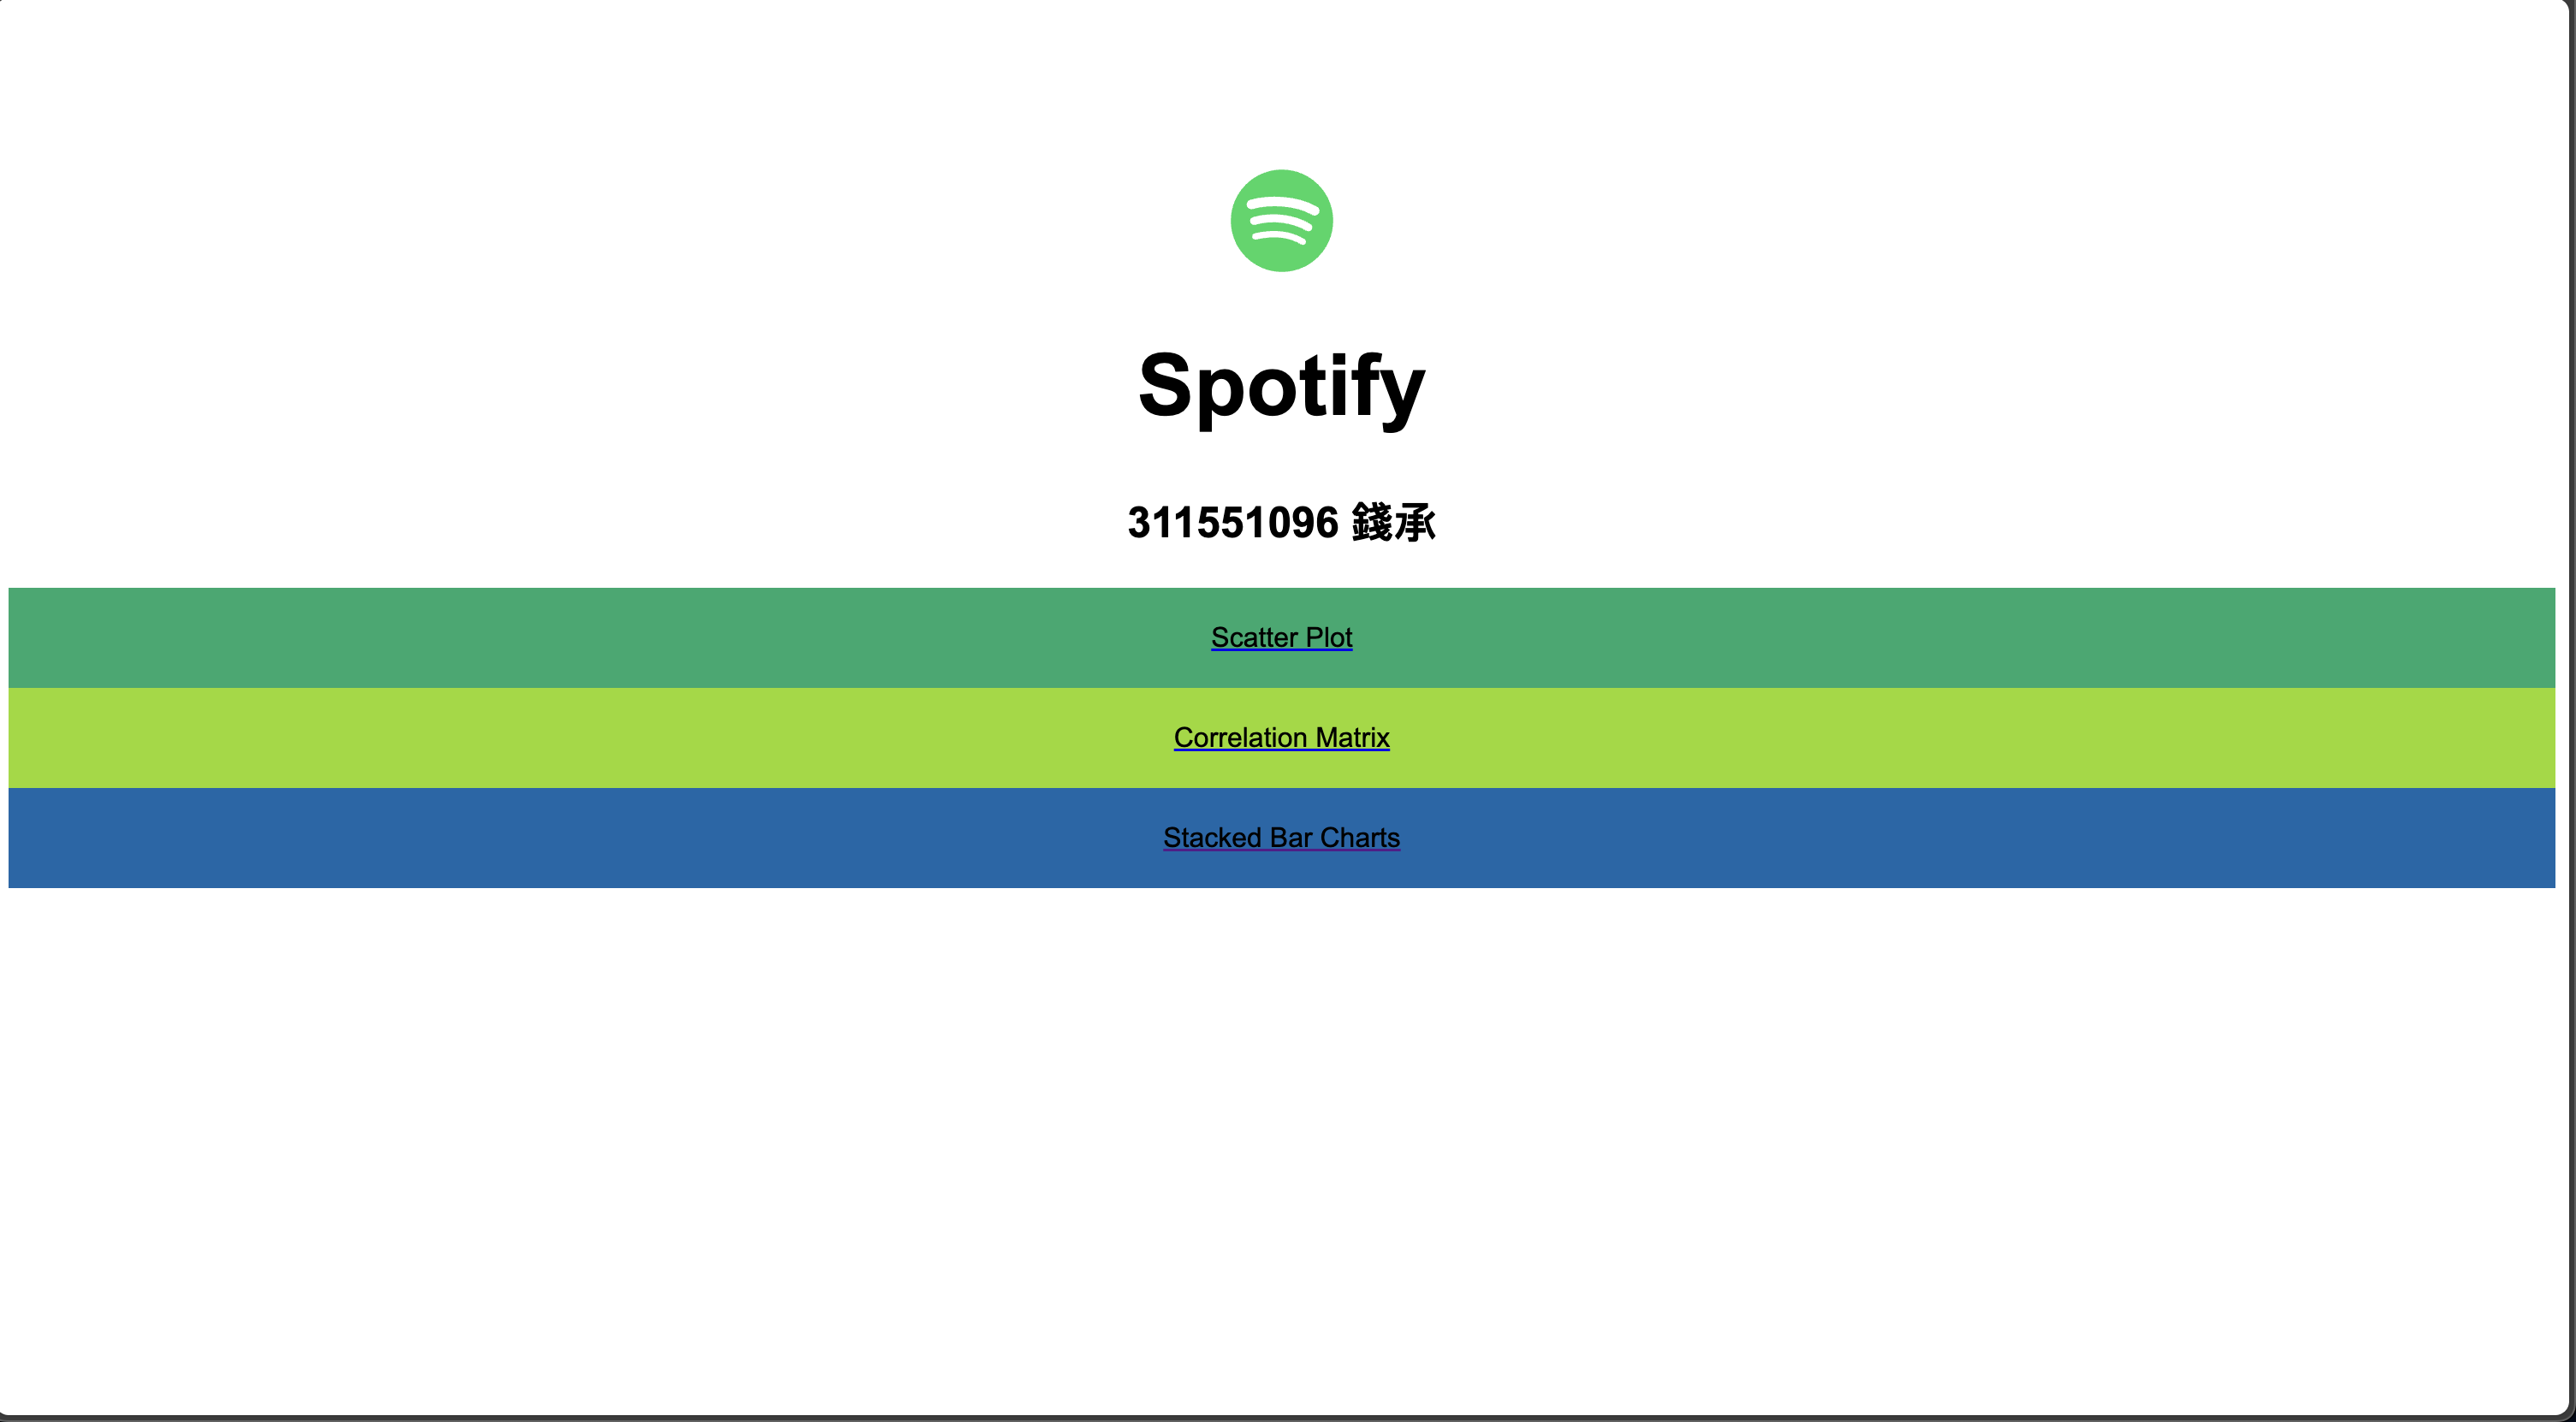 Spotify
311551096 錢承
Scatter Plot
Correlation Matrix
Stacked Bar Charts